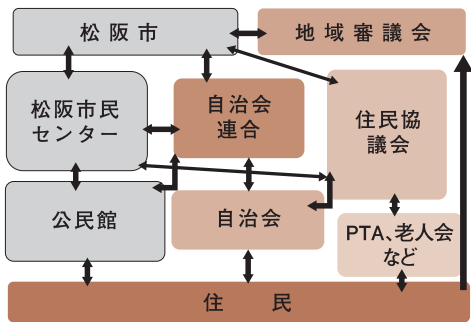 松阪市
地域審議会
松阪市民
センター
自治会
連合
住民協
議会
公民館
自治会
PTA、老人会
など
住民